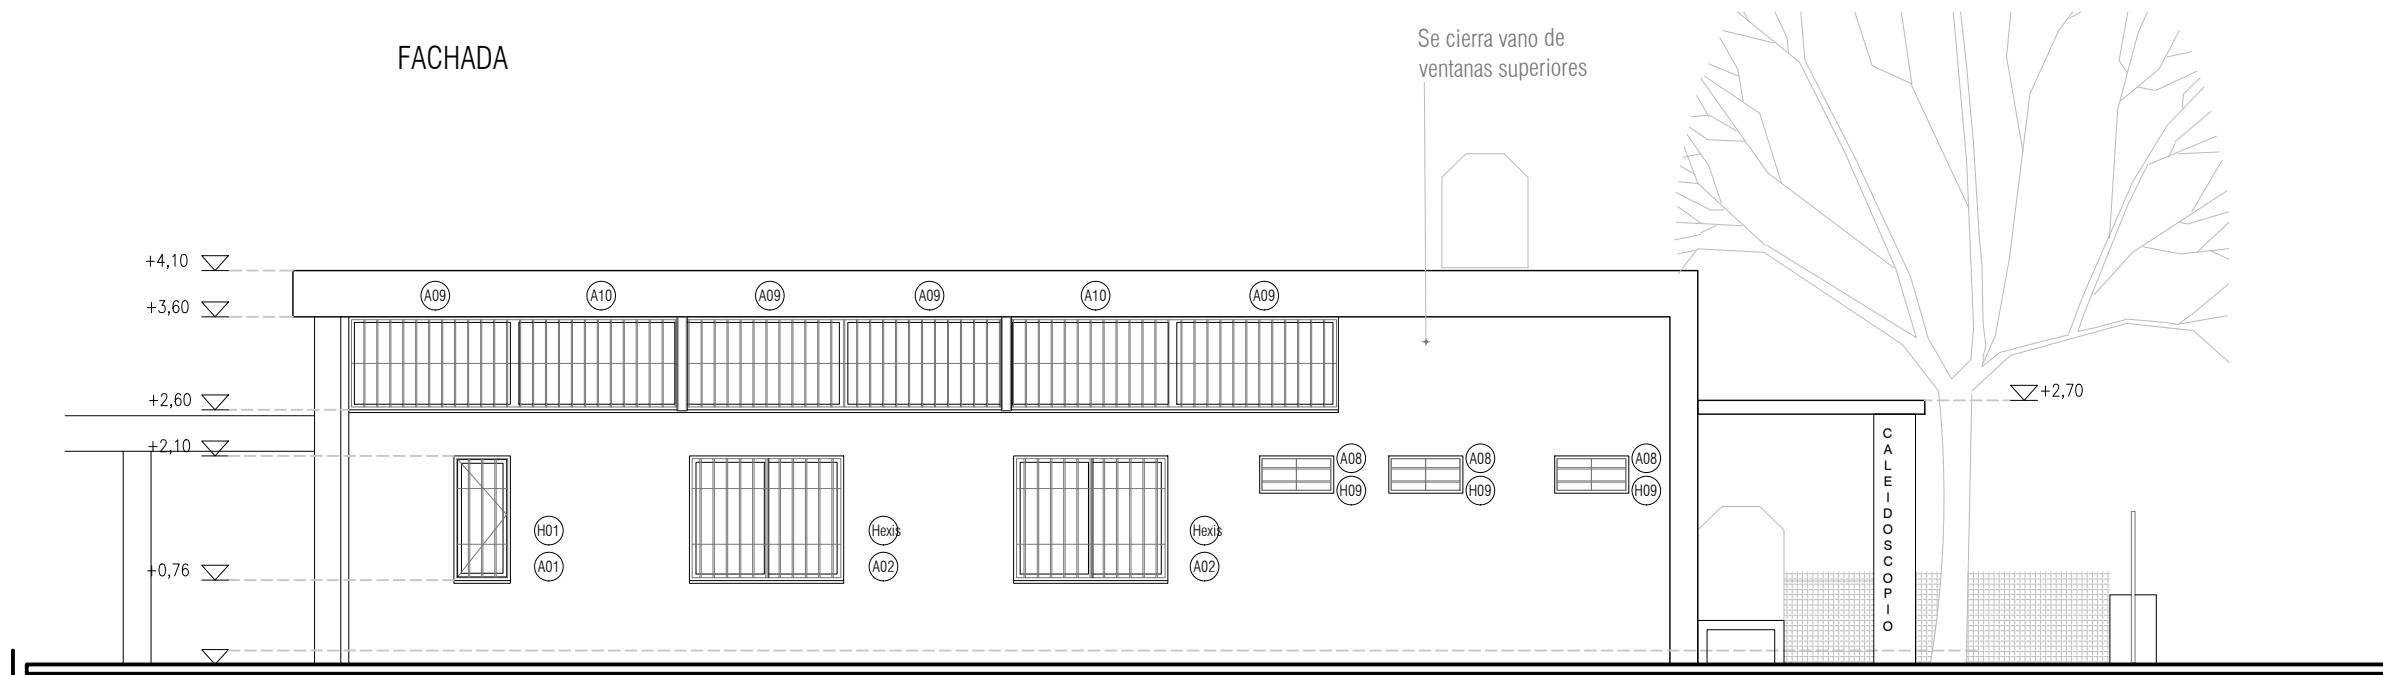 FACHADA
Se cierra vano de
ventanas superiores
+4,10
A09 A10 A09 A09 A10 A09
+3,60
+2,60
+2,70
+2,10
A08 A08 A08
H09 H09 H09
H01 Hexis Hexis
A01 A02 A02
+0,76
CALEIDOSCOPIO